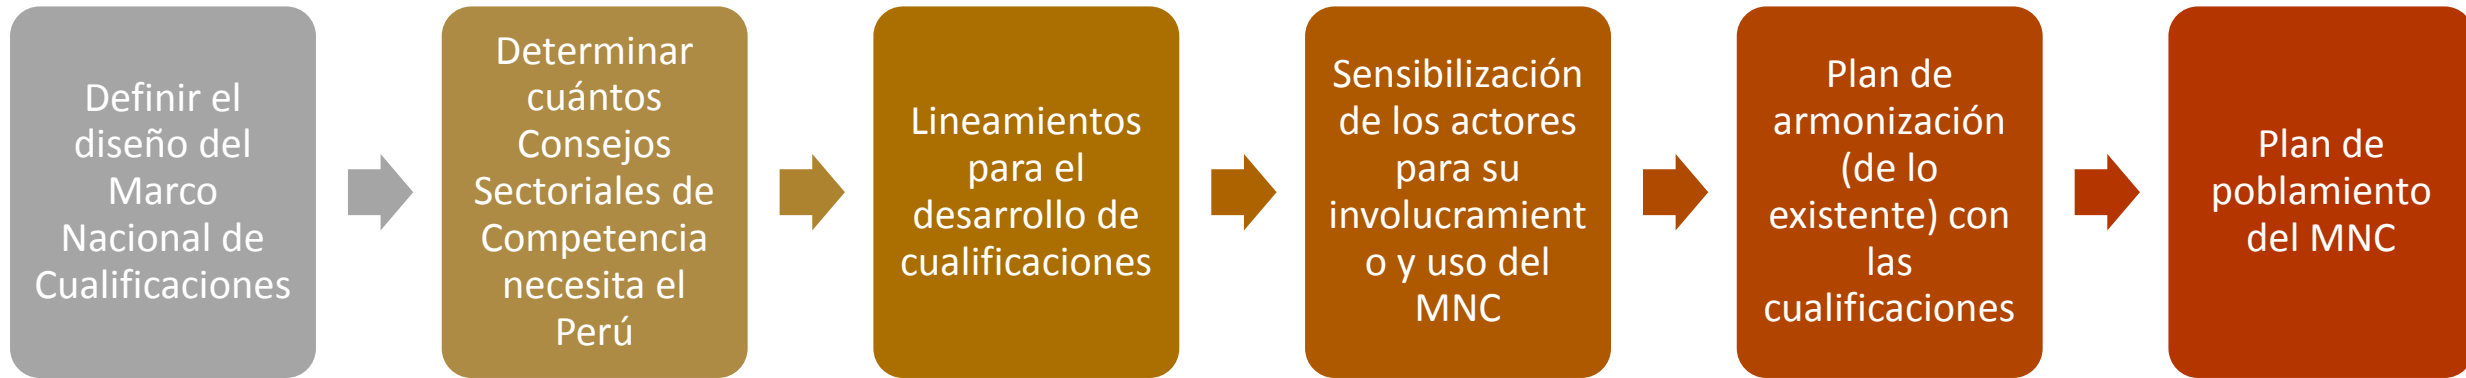 Definir el
diseño del
Marco
Nacional de
Cualificaciones
Determinar
cuántos
Consejos
Sectoriales de
Competencia
necesita el
Perú
Lineamientos
para el
desarrollo de
cualificaciones
Sensibilización
de los actores
para su
involucramient
o y uso del
MNC
Plan de
armonización
(de lo
existente) con
las
cualificaciones
Plan de
poblamiento
del MNC